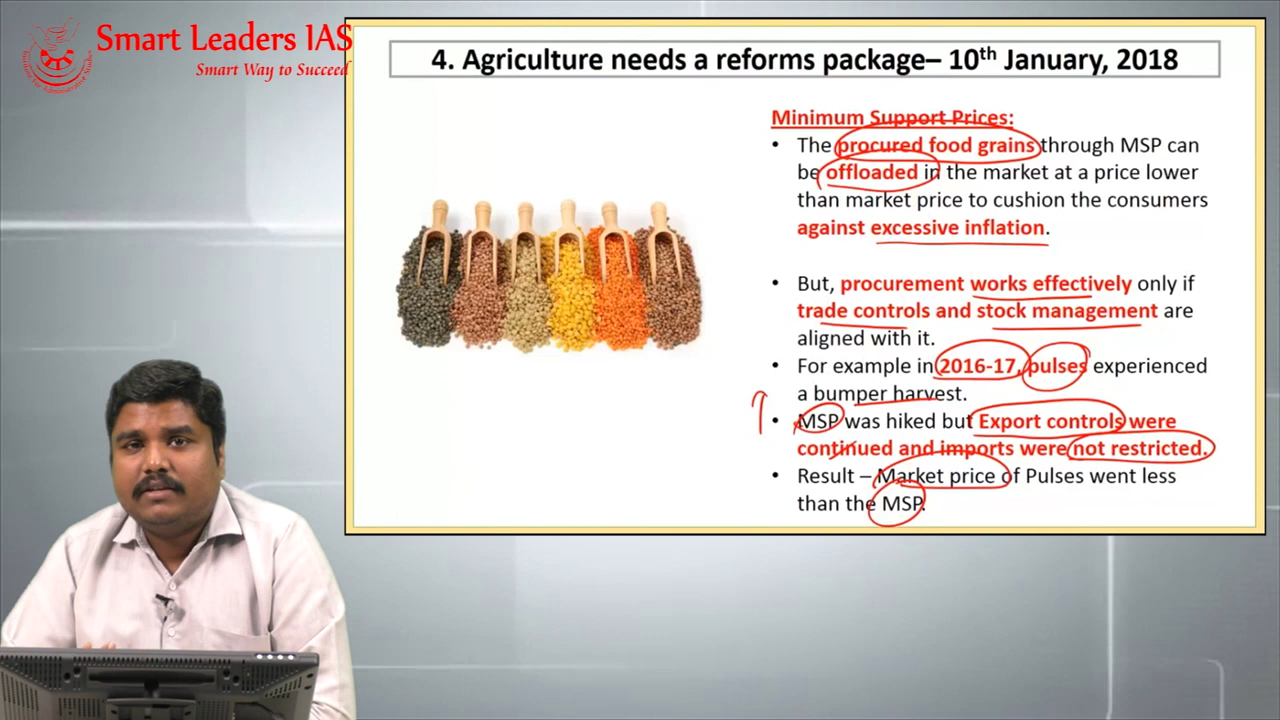 Smart Leaders IAS
Smart Way to Succeed
4. Agriculture needs a reforms package– 10th January, 2018
Minimum Support Prices:
• The procured food grains through MSP can
be offloaded in the market at a price lower
than market price to cushion the consumers
against excessive inflation.
• But, procurement works effectively only if
trade controls and stock management are
aligned with it.
• For example in 2016-17, pulses experienced
a bumper harvest.
• MSP was hiked but Export controls were
continued and imports were not restricted.
• Result – Market price of Pulses went less
than the MSP.